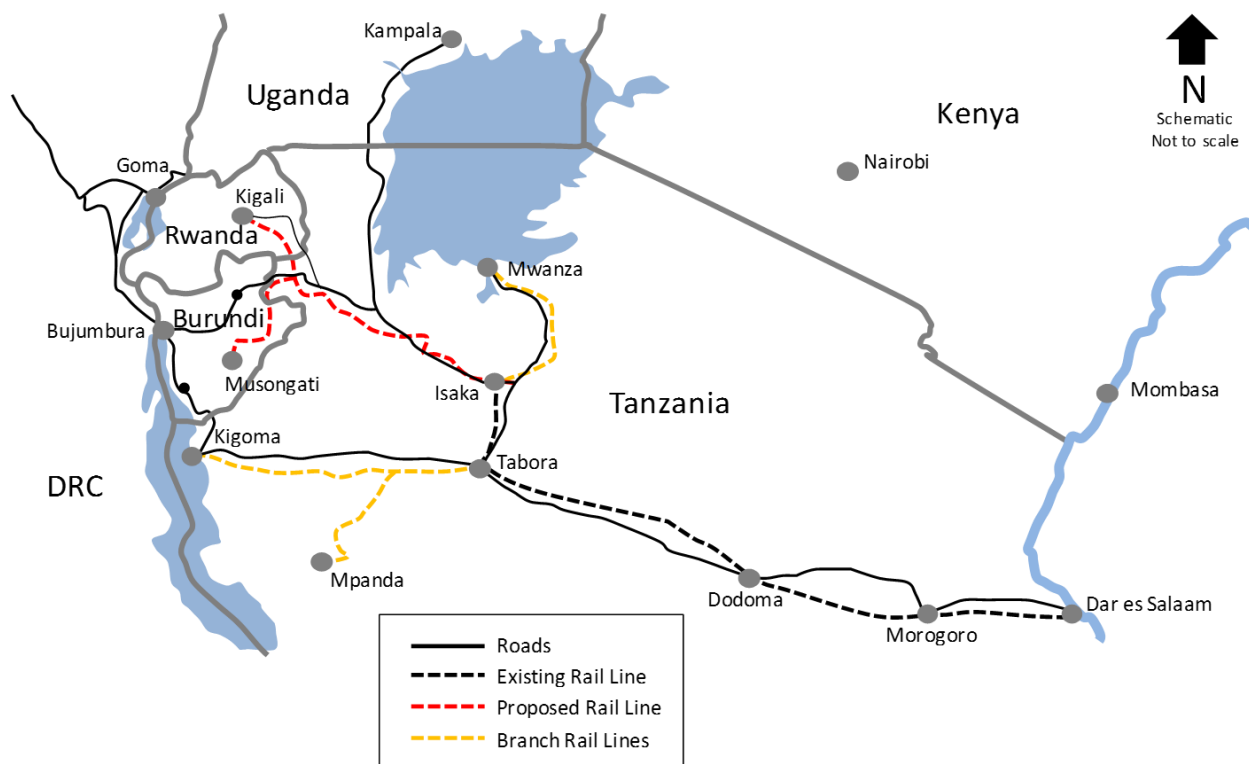 Kampala
Uganda
Kenya
N
Schematic
Not to scale
Goma
Nairobi
Kigali
Rwanda
Mwanza
Burundi
Bujumbura
Musongati
Isaka
Tanzania
Mombasa
Kigoma
Tabora
DRC
Mpanda
Dodoma
Dar es Salaam
Morogoro
Roads
Existing Rail Line
Proposed Rail Line
Branch Rail Lines